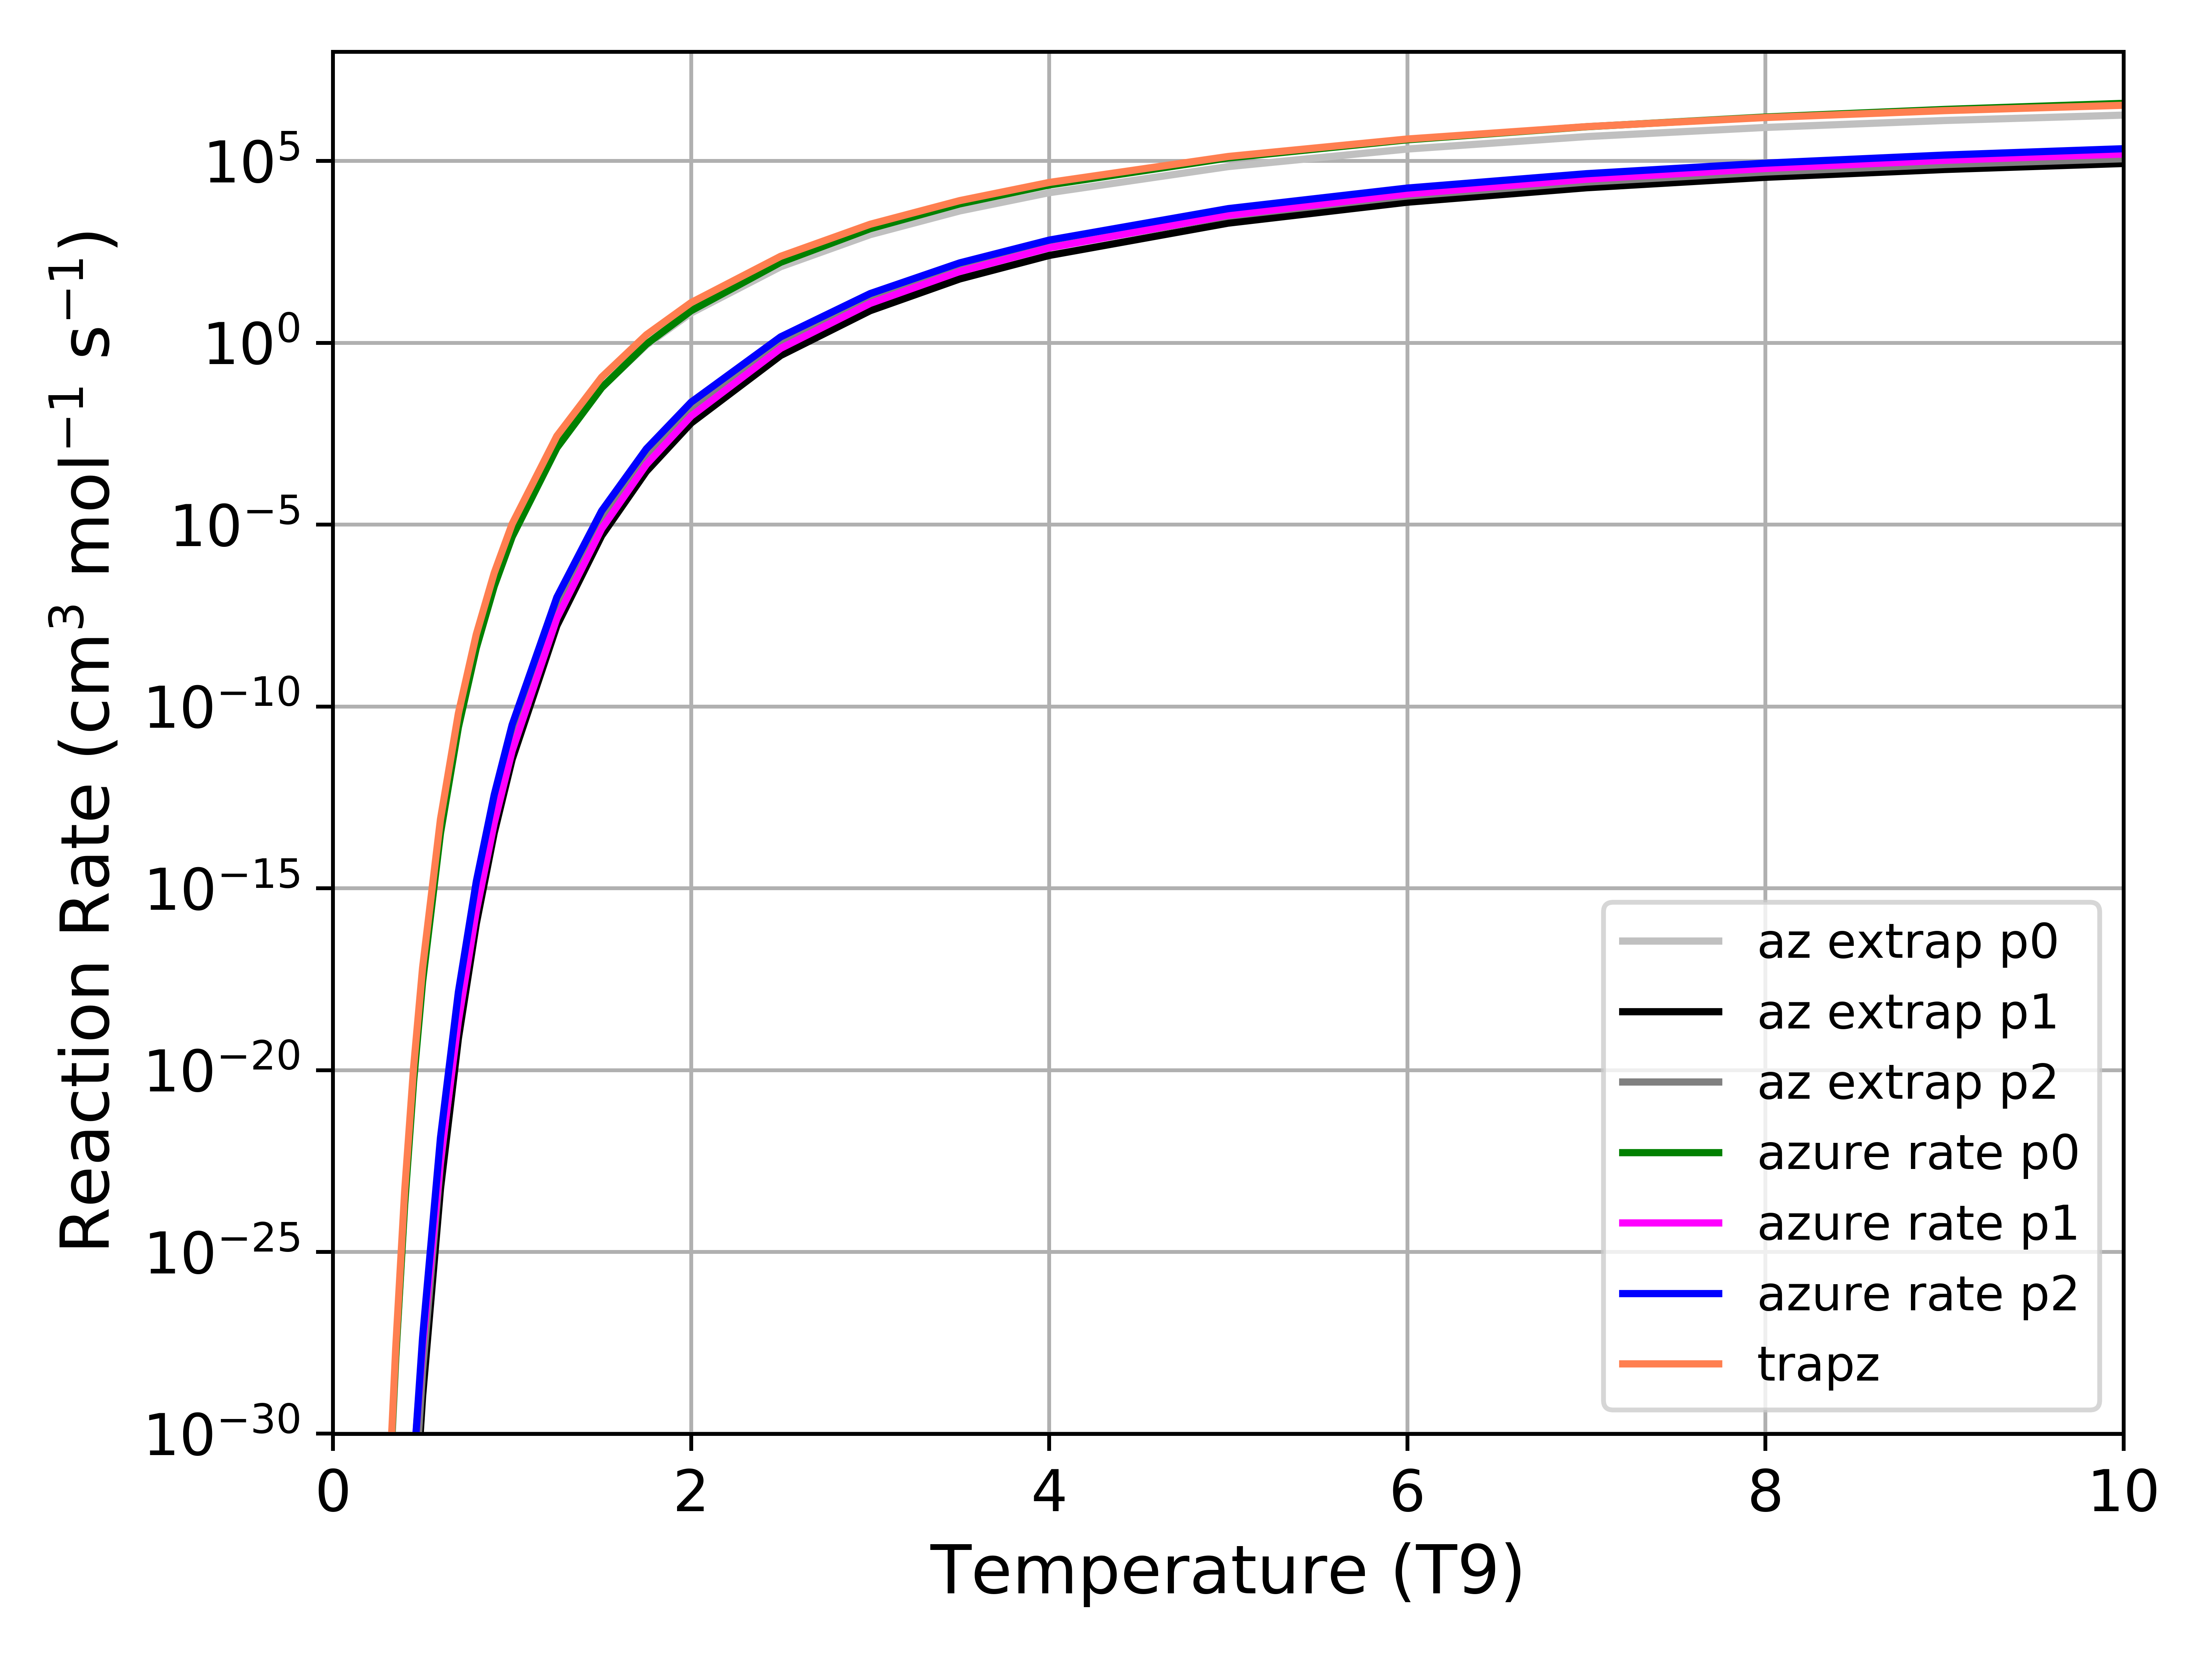 Reaction Rate (cm³ mol⁻¹ s⁻¹)
10⁵
10⁰
10⁻⁵
10⁻¹⁰
10⁻¹⁵
10⁻²⁰
10⁻²⁵
10⁻³⁰
az extrap p0
az extrap p1
az extrap p2
azure rate p0
azure rate p1
azure rate p2
trapz
0 2 4 6 8 10
Temperature (T9)